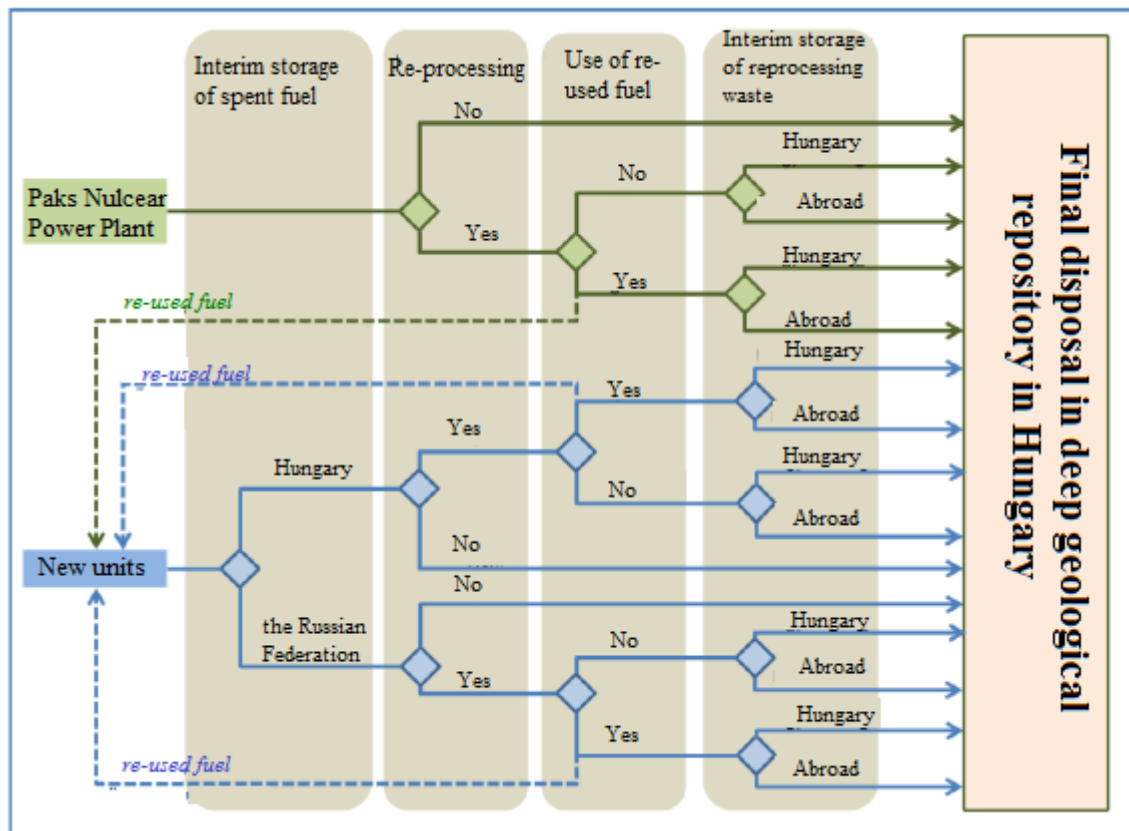 Interim storage
of spent fuel
Re-processing
Use of re-
used fuel
Interim storage
of reprocessing
waste
No
Hungary
No
Abroad
Paks Nulcear
Power Plant
Yes
Hungary
Yes
re-used fuel
Abroad
Hungary
re-used fuel
Yes
Abroad
Yes
Hungary
Hungary
No
Abroad
No
New units
No
the Russian
Federation
Hungary
No
Abroad
Yes
Hungary
Yes
re-used fuel
Abroad
Final disposal in deep geological
repository in Hungary